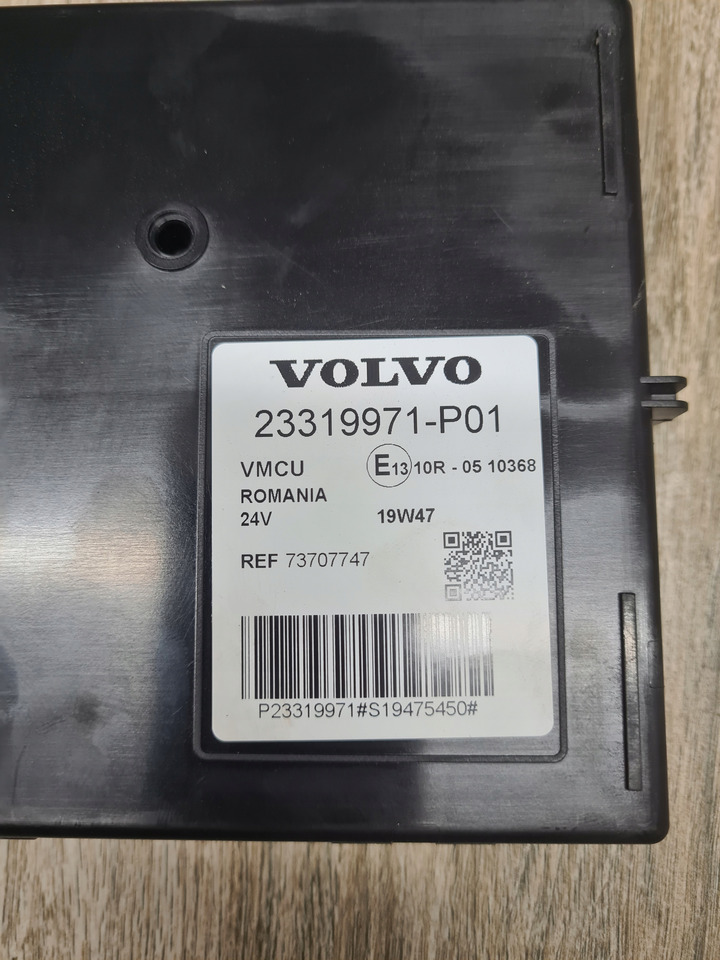 VOLVO
23319971-P01
VMCU E13 10R - 05 10368
ROMANIA
24V 19W47
REF 73707747
P23319971#S19475450#